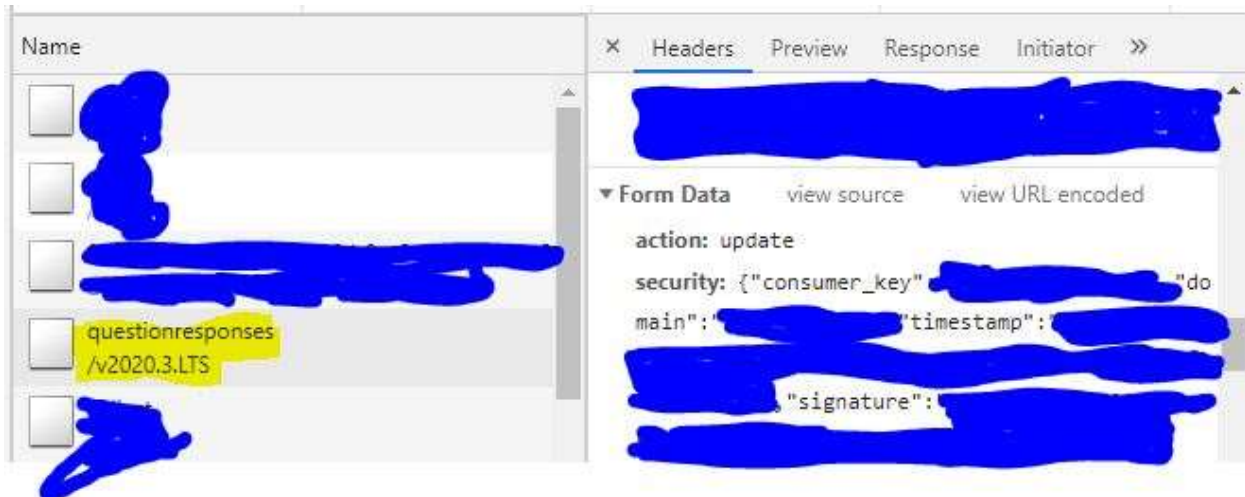 Name
questionresponses
/v2020.3.LTS
× Headers Preview Response Initiator »
▼ Form Data view source view URL encoded
action: update
security: {"consumer_key" "do
main":" "timestamp":"
,"signature":